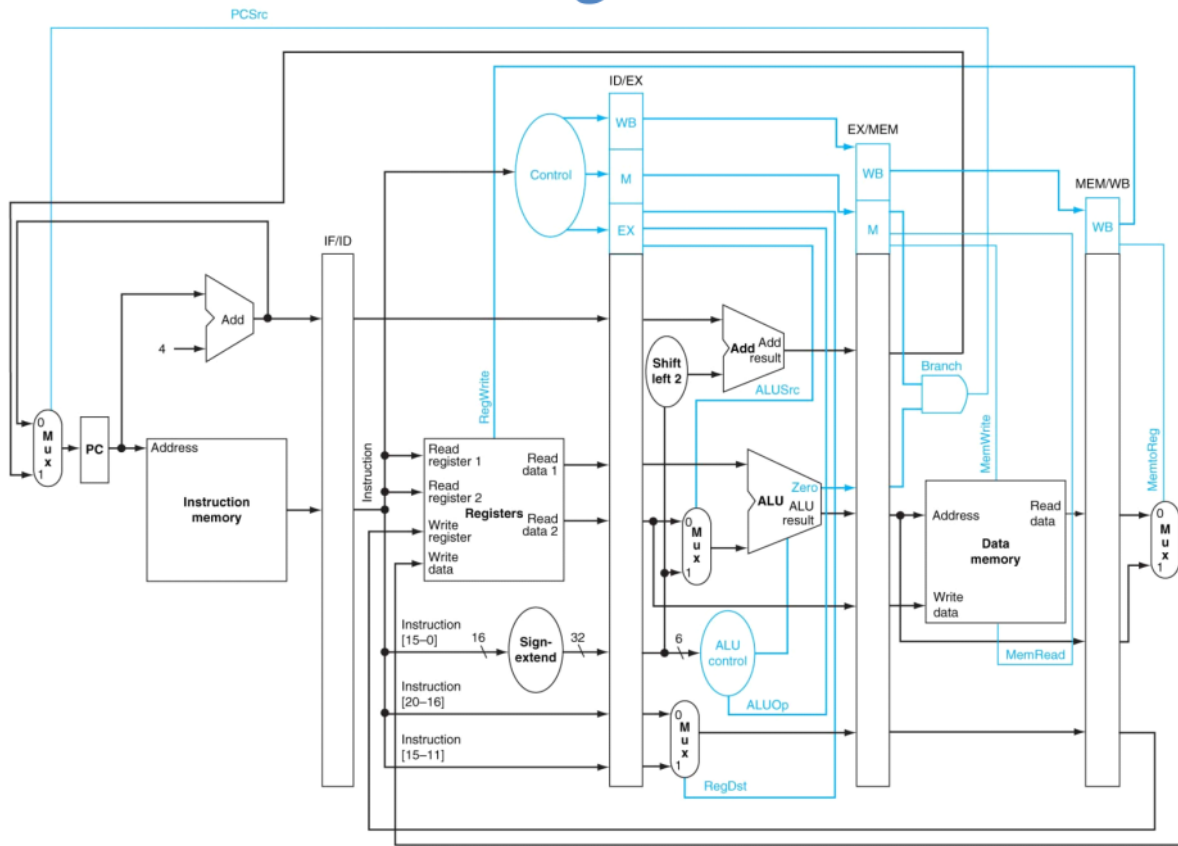 PCSrc
ID/EX
WB
EX/MEM
Control
M
WB
MEM/WB
EX
M
WB
IF/ID
Add
4
Add
Add
result
Shift
left 2
Branch
ALUSrc
RegWrite
MemWrite
MemtoReg
0
M
u
x
1
PC
Address
Instruction
memory
Instruction
Read
register 1
Read
data 1
Read
register 2
Registers
Read
data 2
Write
register
Write
data
0
M
u
x
1
Zero
ALU
ALU
result
Address
Read
data
Data
memory
Write
data
0
M
u
x
1
Instruction
[15–0]
16
Sign-
extend
32
6
ALU
control
MemRead
Instruction
[20–16]
ALUOp
0
M
u
x
1
Instruction
[15–11]
RegDst